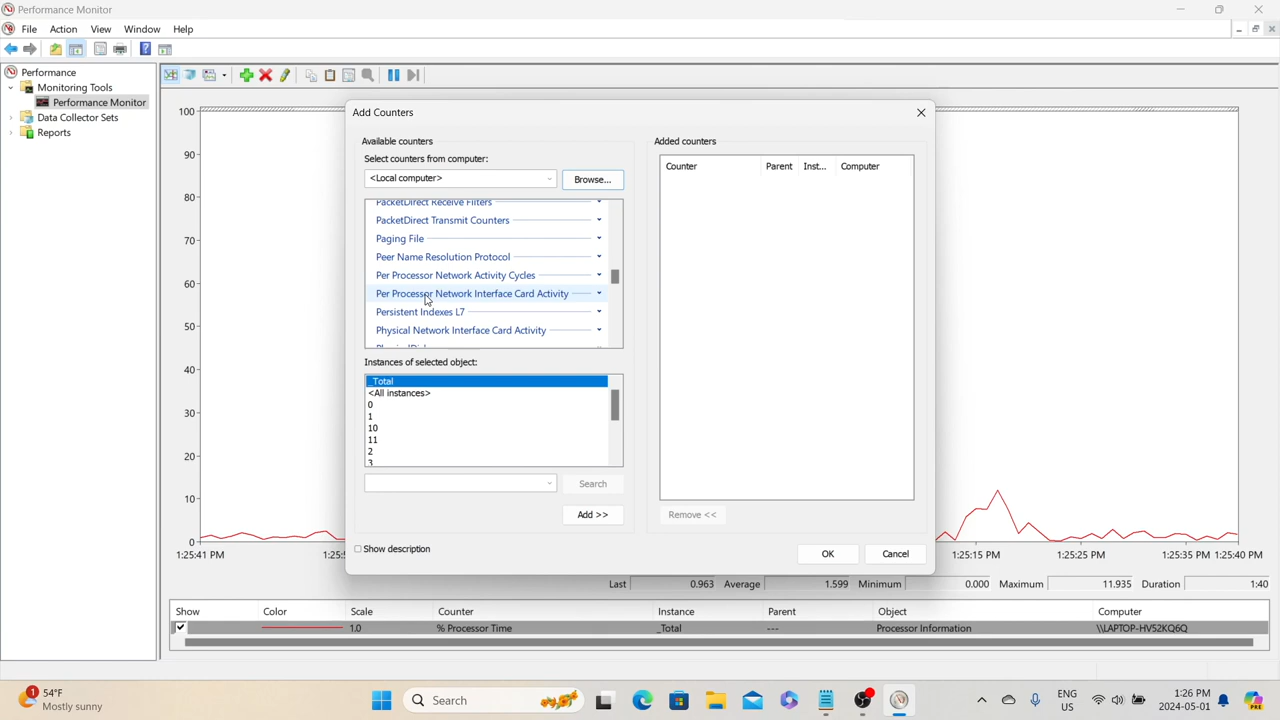 Performance Monitor
File Action View Window Help
Performance
Monitoring Tools
Performance Monitor
Data Collector Sets
Reports
100
90
80
70
60
50
40
30
20
10
0
1:25:41 PM
1:25:15 PM 1:25:25 PM 1:25:35 PM 1:25:40 PM
Add Counters
Available counters
Select counters from computer:
<Local computer>
Browse...
PacketDirect Receive Filters
PacketDirect Transmit Counters
Paging File
Peer Name Resolution Protocol
Per Processor Network Activity Cycles
Per Processor Network Interface Card Activity
Persistent Indexes L7
Physical Network Interface Card Activity
Instances of selected object:
_Total
<All instances>
0
1
10
11
2
3
Search
Add >>
Show description
Added counters
Counter Parent Inst... Computer
Remove <<
OK Cancel
Last 0.963 Average 1.599 Minimum 0.000 Maximum 11.935 Duration 1:40
Show Color Scale Counter Instance Parent Object Computer
1.0 % Processor Time _Total --- Processor Information \\LAPTOP-HV52KQ6Q
1
54°F
Mostly sunny
Search
ENG
US
1:26 PM
2024-05-01
PRE